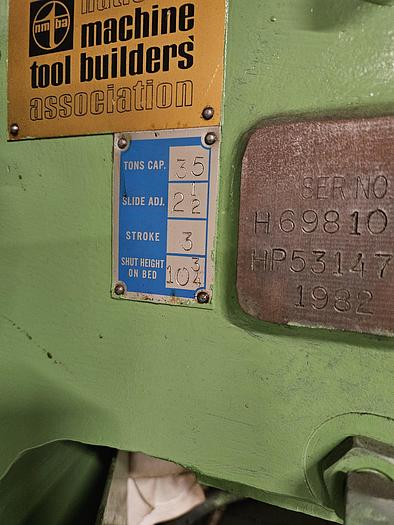 national
machine
tool builders'
association
nmtba
TONS CAP. 35
SLIDE ADJ. 2 1/2
STROKE 3
SHUT HEIGHT
ON BED 10 3/4
SER NO
H69810
HP53147
1982